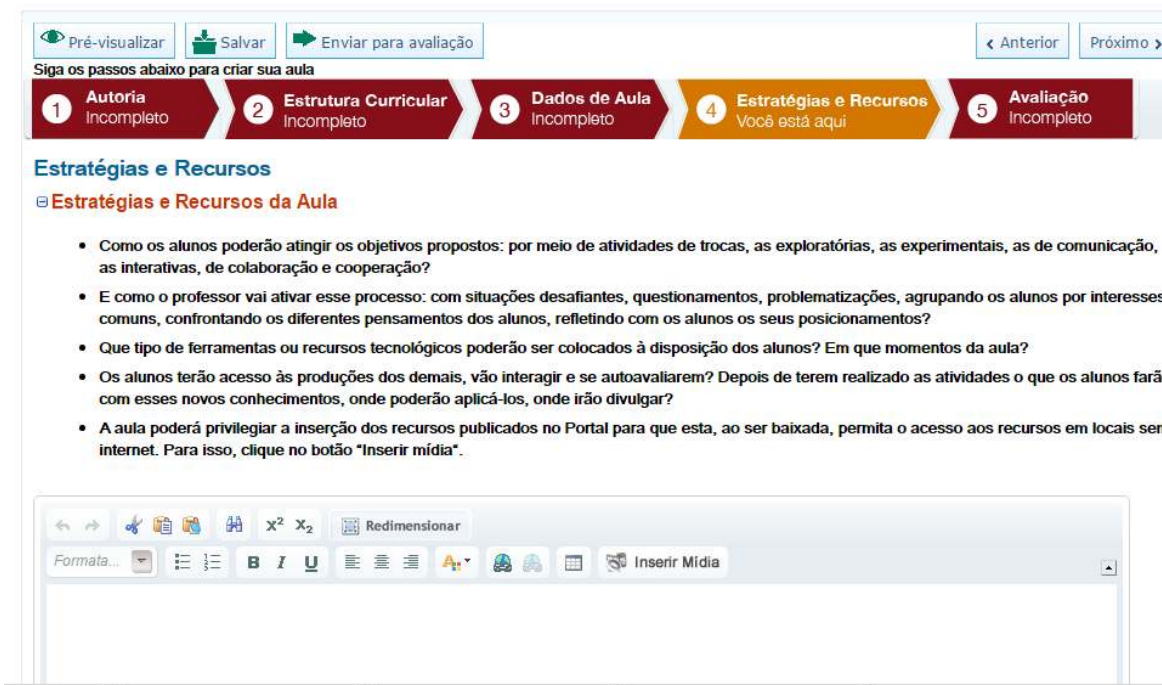 Pré-visualizar Salvar Enviar para avaliação ‹ Anterior Próximo ›
Siga os passos abaixo para criar sua aula
1 Autoria Incompleto
2 Estrutura Curricular Incompleto
3 Dados de Aula Incompleto
4 Estratégias e Recursos Você está aqui
5 Avaliação Incompleto
Estratégias e Recursos
Estratégias e Recursos da Aula
• Como os alunos poderão atingir os objetivos propostos: por meio de atividades de trocas, as exploratórias, as experimentais, as de comunicação,
as interativas, de colaboração e cooperação?
• E como o professor vai ativar esse processo: com situações desafiantes, questionamentos, problematizações, agrupando os alunos por interesses
comuns, confrontando os diferentes pensamentos dos alunos, refletindo com os alunos os seus posicionamentos?
• Que tipo de ferramentas ou recursos tecnológicos poderão ser colocados à disposição dos alunos? Em que momentos da aula?
• Os alunos terão acesso às produções dos demais, vão interagir e se autoavaliarem? Depois de terem realizado as atividades o que os alunos farã
com esses novos conhecimentos, onde poderão aplicá-los, onde irão divulgar?
• A aula poderá privilegiar a inserção dos recursos publicados no Portal para que esta, ao ser baixada, permita o acesso aos recursos em locais ser
internet. Para isso, clique no botão "Inserir mídia".
X² X₂ Redimensionar
Formata... B I U A Inserir Mídia